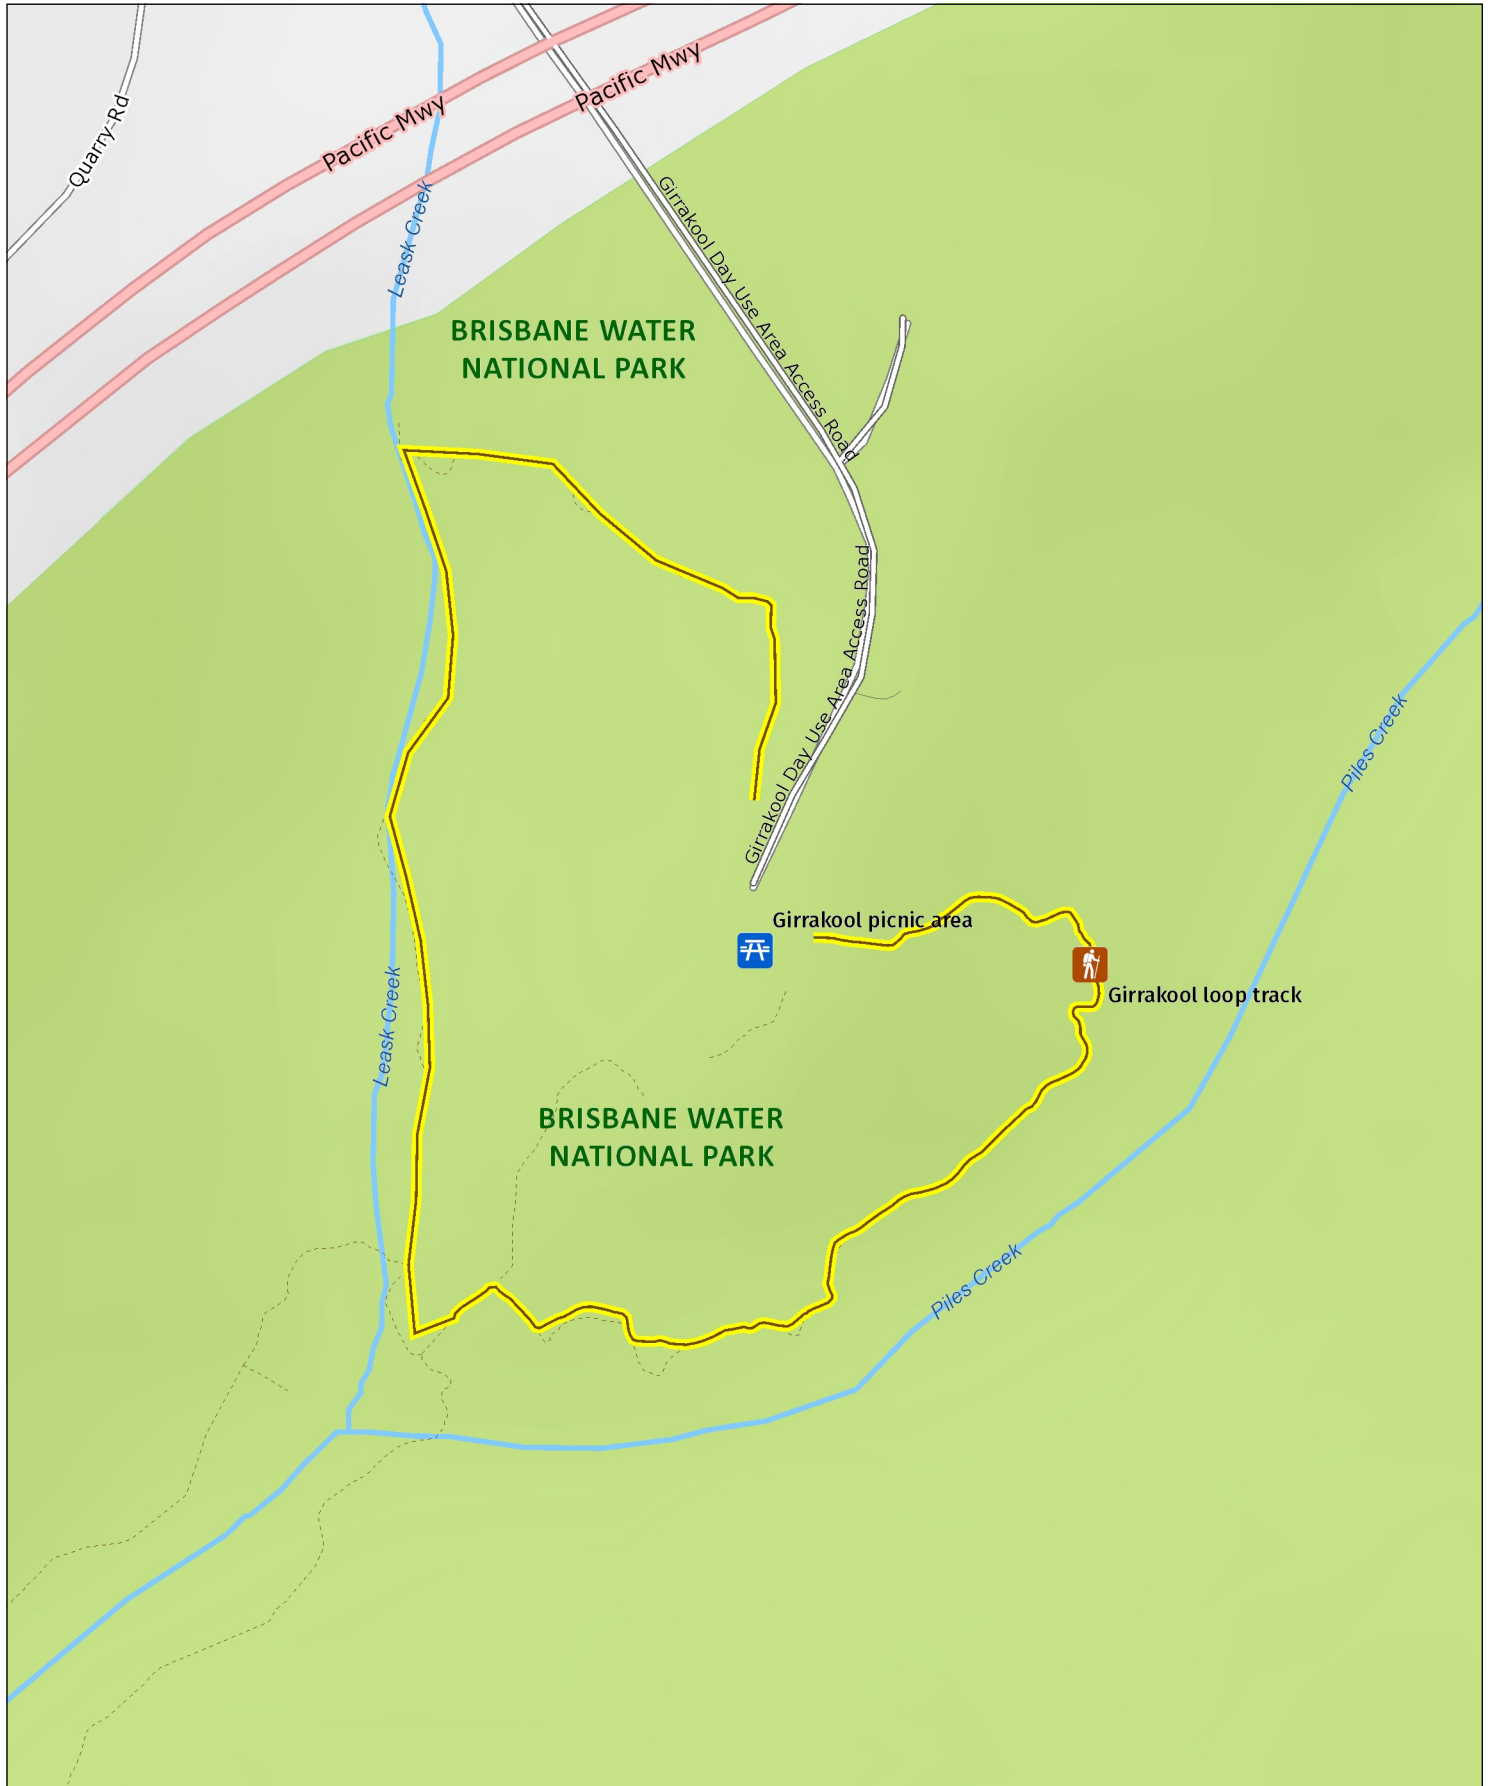 Pacific Mwy
Pacific Mwy
Quarry Rd
Leask Creek
Girrakool Day Use Area Access Road
BRISBANE WATER
NATIONAL PARK
Girrakool Day Use Area Access Road
Piles Creek
Girrakool picnic area
Girrakool loop track
Leask Creek
BRISBANE WATER
NATIONAL PARK
Piles Creek